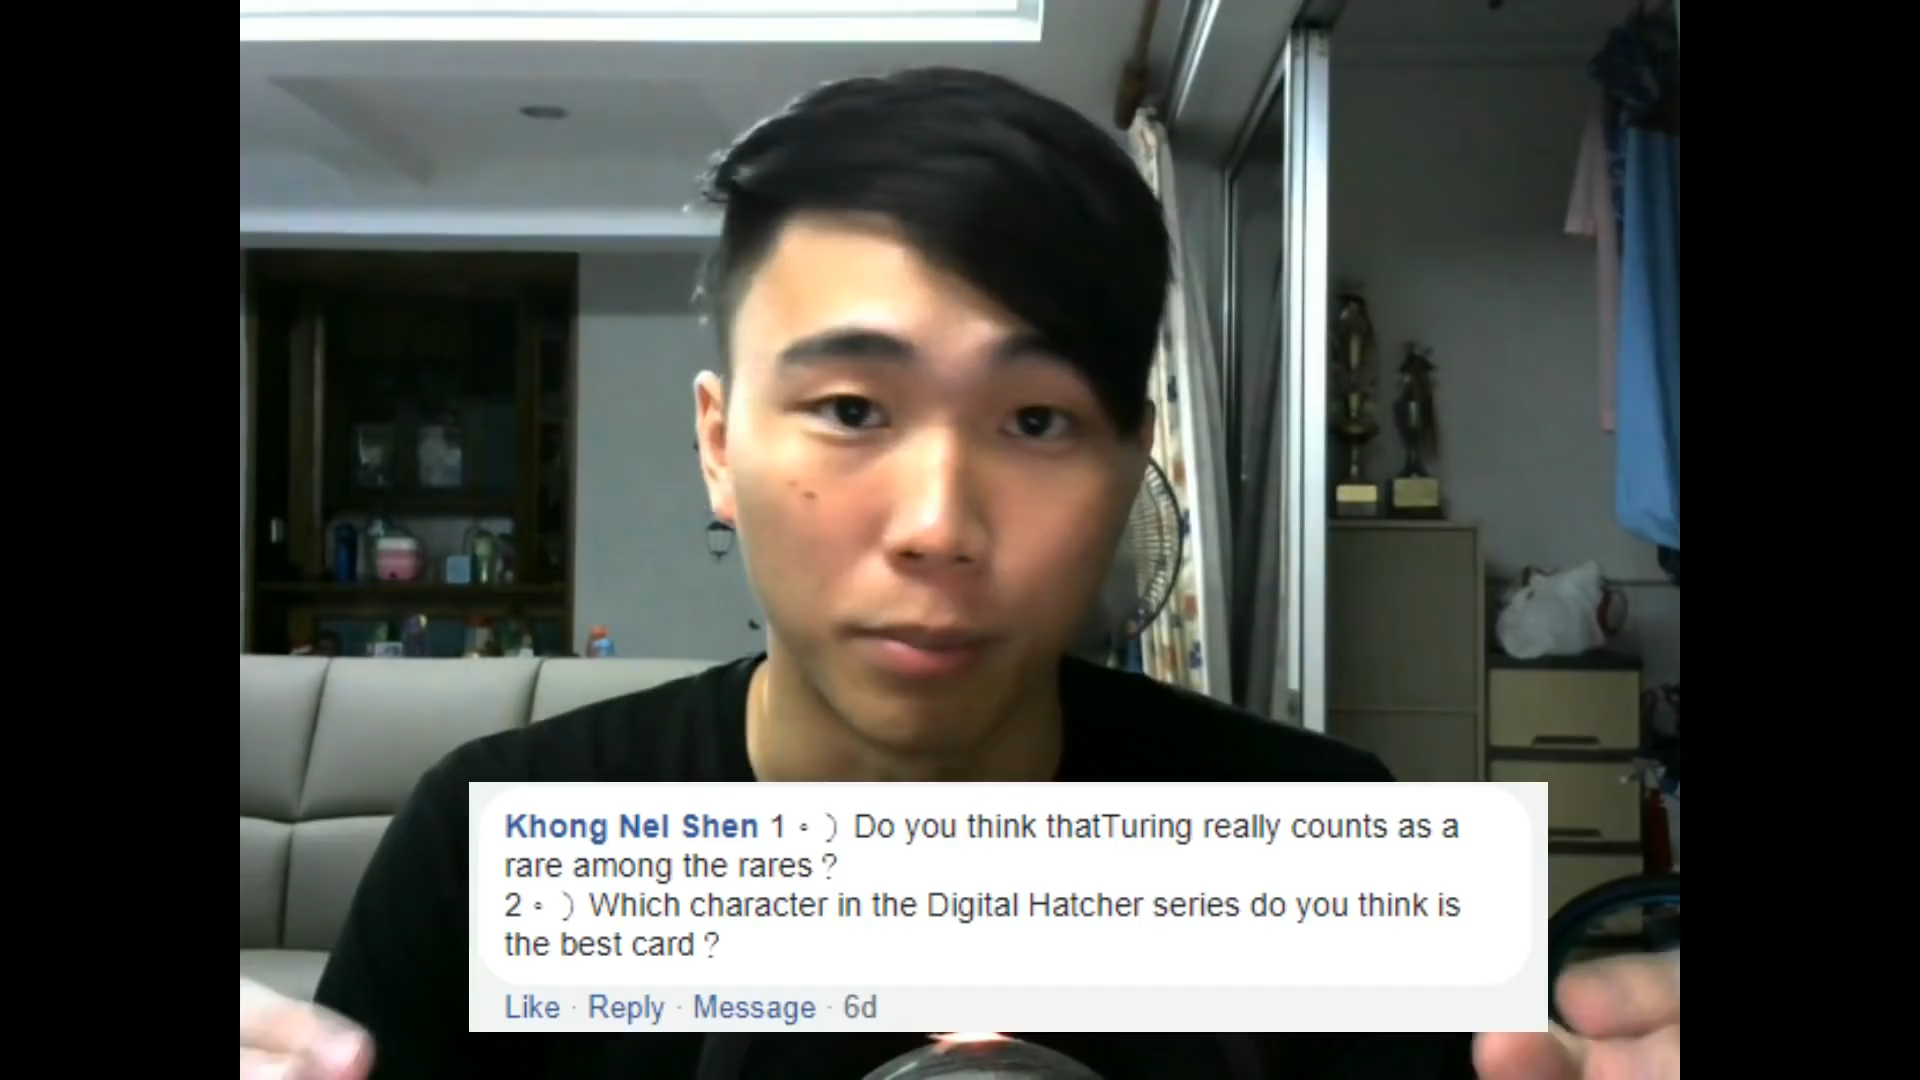 Khong Nel Shen 1。) Do you think thatTuring really counts as a
rare among the rares？
2。) Which character in the Digital Hatcher series do you think is
the best card？
Like · Reply · Message · 6d